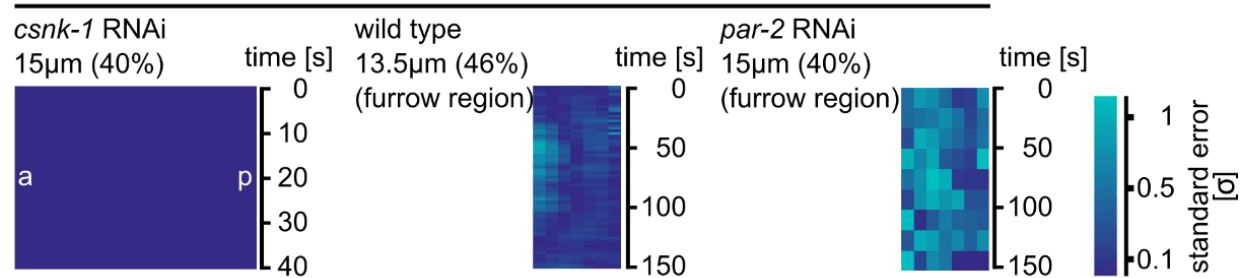 csnk-1 RNAi
15µm (40%)
time [s]
0
10
20
30
40
a
p
wild type
13.5µm (46%)
(furrow region)
time [s]
0
50
100
150
par-2 RNAi
15µm (40%)
(furrow region)
time [s]
0
50
100
150
1
0.5
0.1
standard error
[σ]